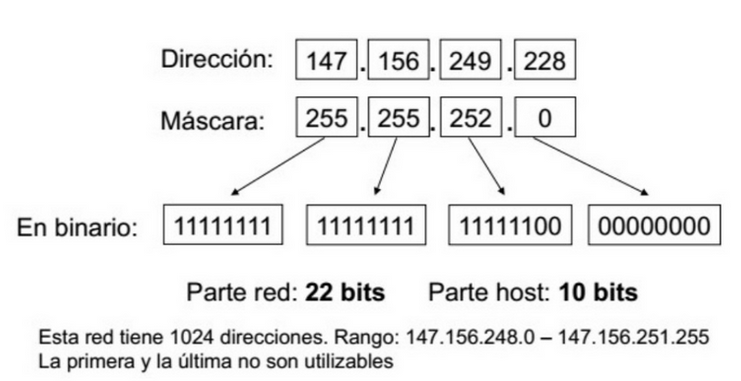 Dirección: 147 . 156 . 249 . 228
Máscara: 255 . 255 . 252 . 0
En binario: 11111111 11111111 11111100 00000000
Parte red: 22 bits Parte host: 10 bits
Esta red tiene 1024 direcciones. Rango: 147.156.248.0 – 147.156.251.255
La primera y la última no son utilizables